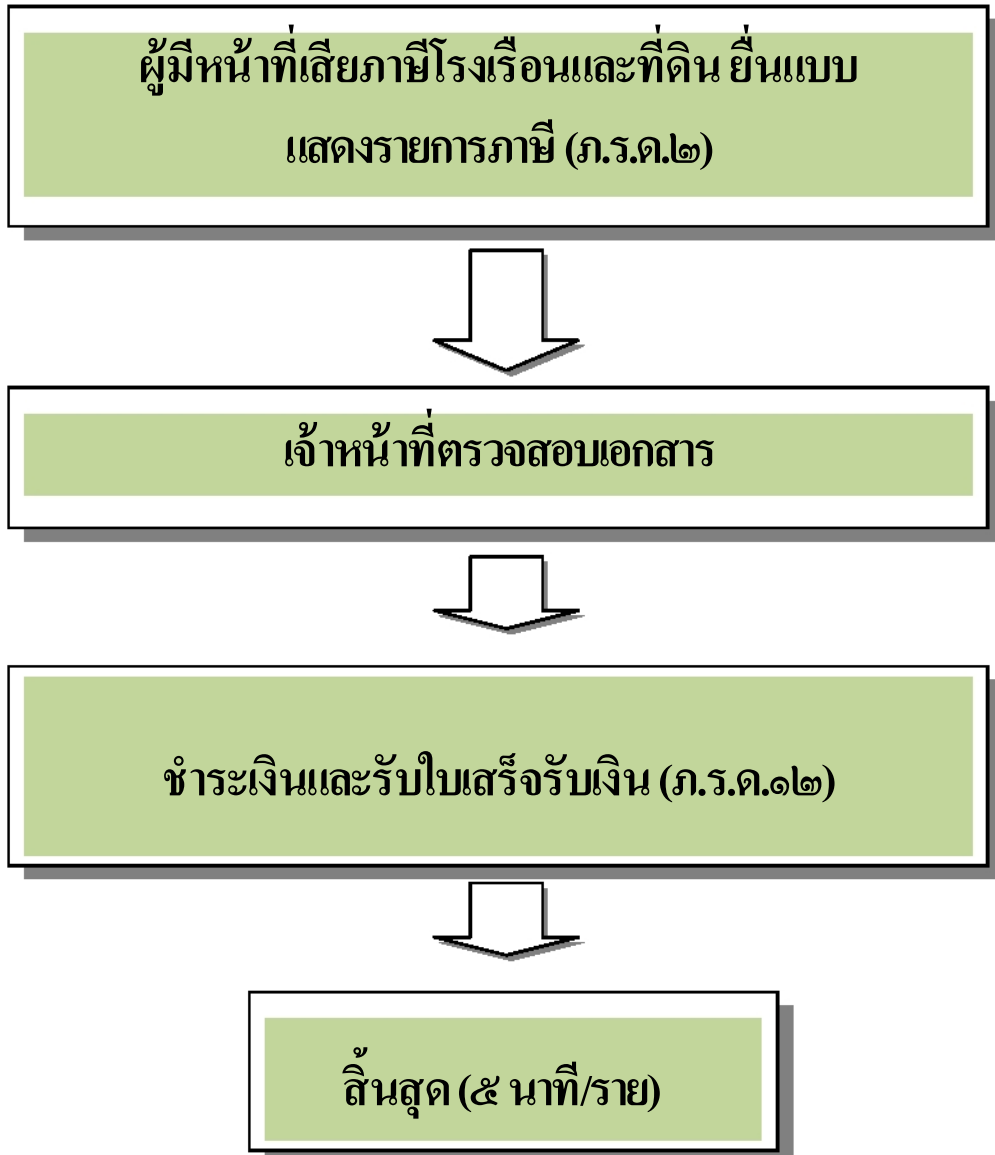 ผู้มีหน้าที่เสียภาษีโรงเรือนและที่ดิน ยื่นแบบ
แสดงรายการภาษี (ภ.ร.ด.๒)
เจ้าหน้าที่ตรวจสอบเอกสาร
ชำระเงินและรับใบเสร็จรับเงิน (ภ.ร.ด.๑๒)
สิ้นสุด (๕ นาที/ราย)